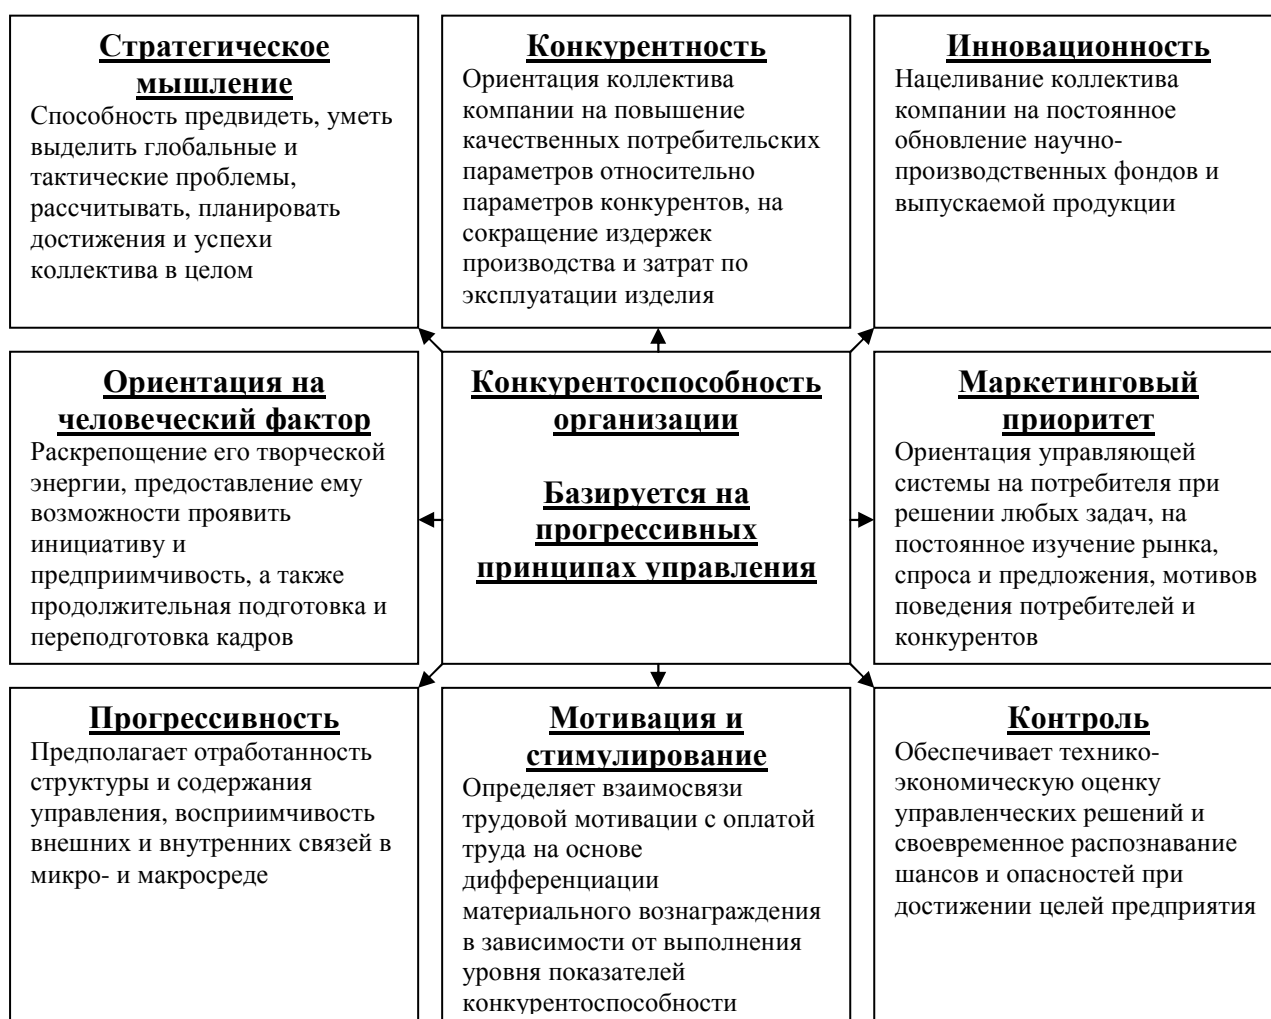 Стратегическое
мышление
Способность предвидеть, уметь
выделить глобальные и
тактические проблемы,
рассчитывать, планировать
достижения и успехи
коллектива в целом
Конкурентность
Ориентация коллектива
компании на повышение
качественных потребительских
параметров относительно
параметров конкурентов, на
сокращение издержек
производства и затрат по
эксплуатации изделия
Инновационность
Нацеливание коллектива
компании на постоянное
обновление научно-
производственных фондов и
выпускаемой продукции
Ориентация на
человеческий фактор
Раскрепощение его творческой
энергии, предоставление ему
возможности проявить
инициативу и
предприимчивость, а также
продолжительная подготовка и
переподготовка кадров
Конкурентоспособность
организации
Базируется на
прогрессивных
принципах управления
Маркетинговый
приоритет
Ориентация управляющей
системы на потребителя при
решении любых задач, на
постоянное изучение рынка,
спроса и предложения, мотивов
поведения потребителей и
конкурентов
Прогрессивность
Предполагает отработанность
структуры и содержания
управления, восприимчивость
внешних и внутренних связей в
микро- и макросреде
Мотивация и
стимулирование
Определяет взаимосвязи
трудовой мотивации с оплатой
труда на основе
дифференциации
материального вознаграждения
в зависимости от выполнения
уровня показателей
конкурентоспособности
Контроль
Обеспечивает технико-
экономическую оценку
управленческих решений и
своевременное распознавание
шансов и опасностей при
достижении целей предприятия